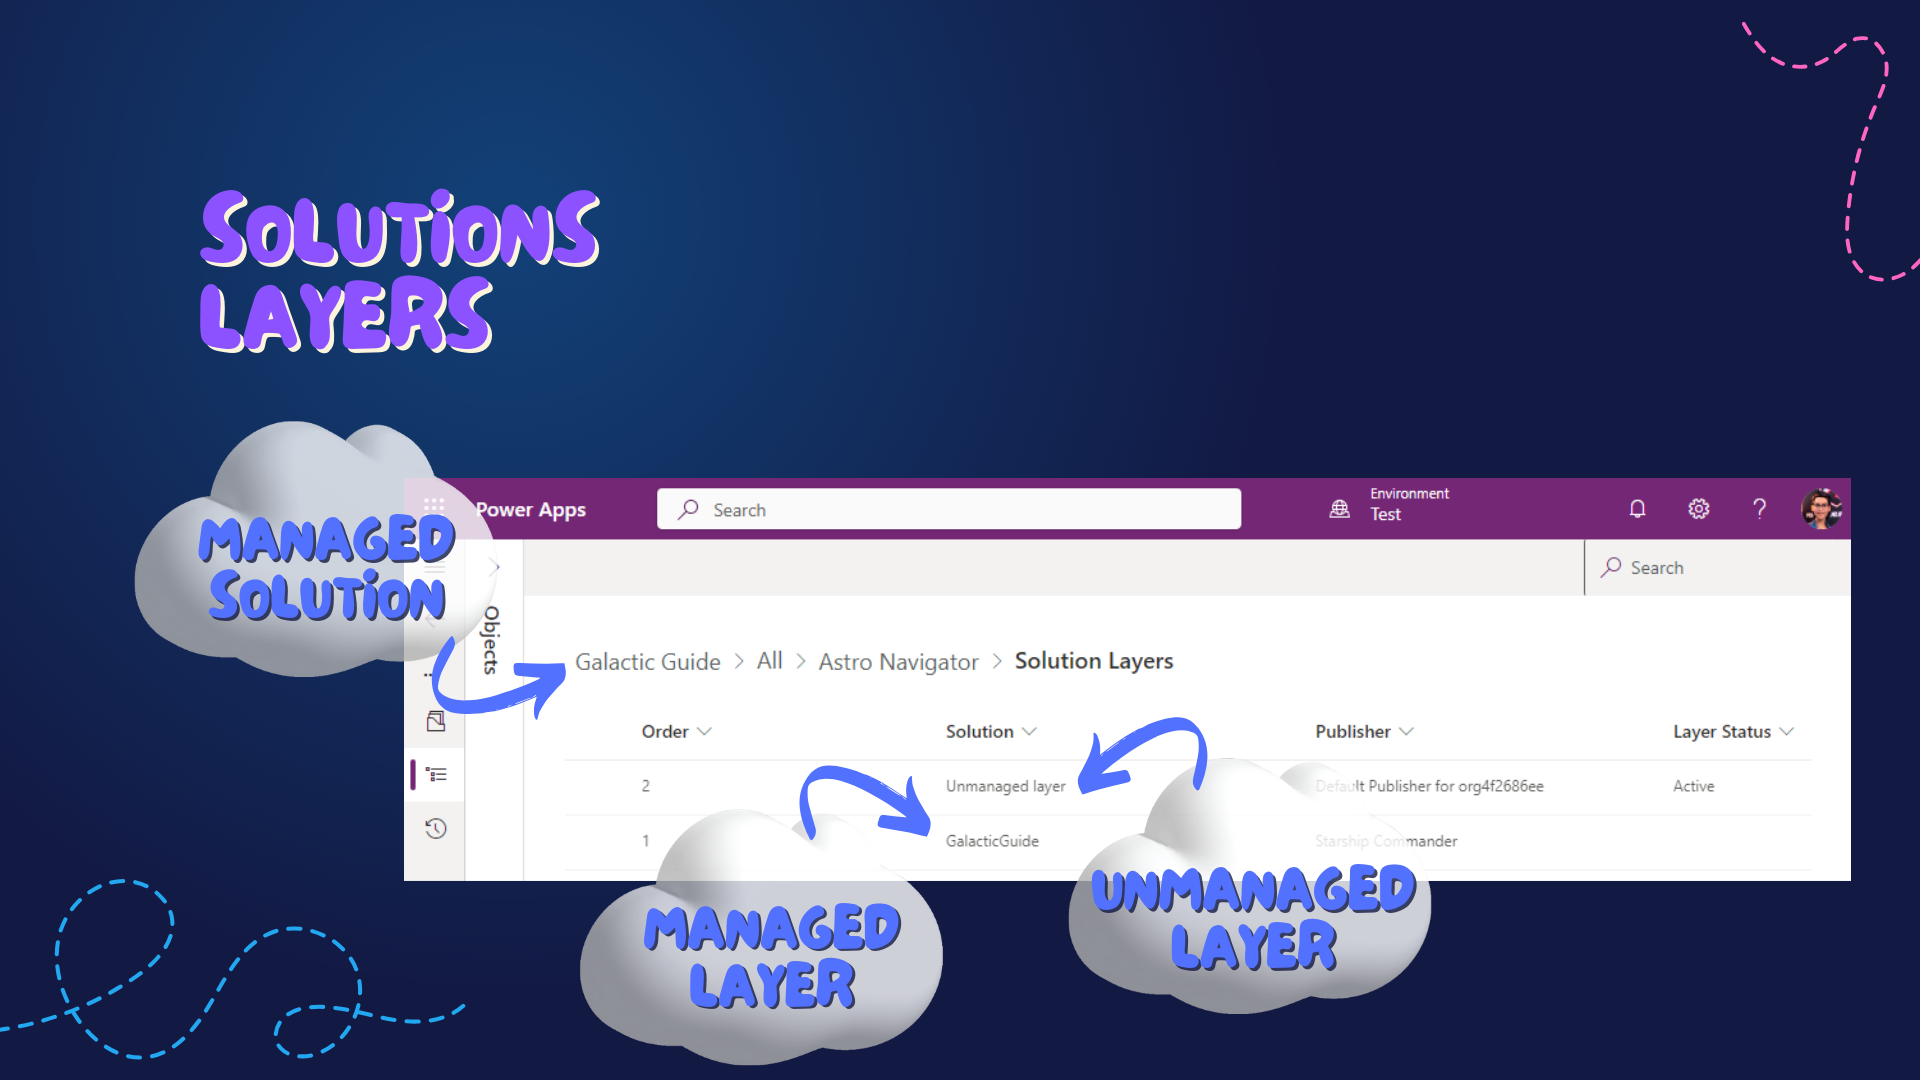 SOLUTiONS
LAYERS
MANAGED
SOLUTiON
Power Apps
Search
Environment
Test
Search
Objects
Galactic Guide > All > Astro Navigator > Solution Layers
Order Solution Publisher Layer Status
2 Unmanaged layer Default Publisher for org4f2686ee Active
1 GalacticGuide Starship Commander
MANAGED
LAYER
UNMANAGED
LAYER